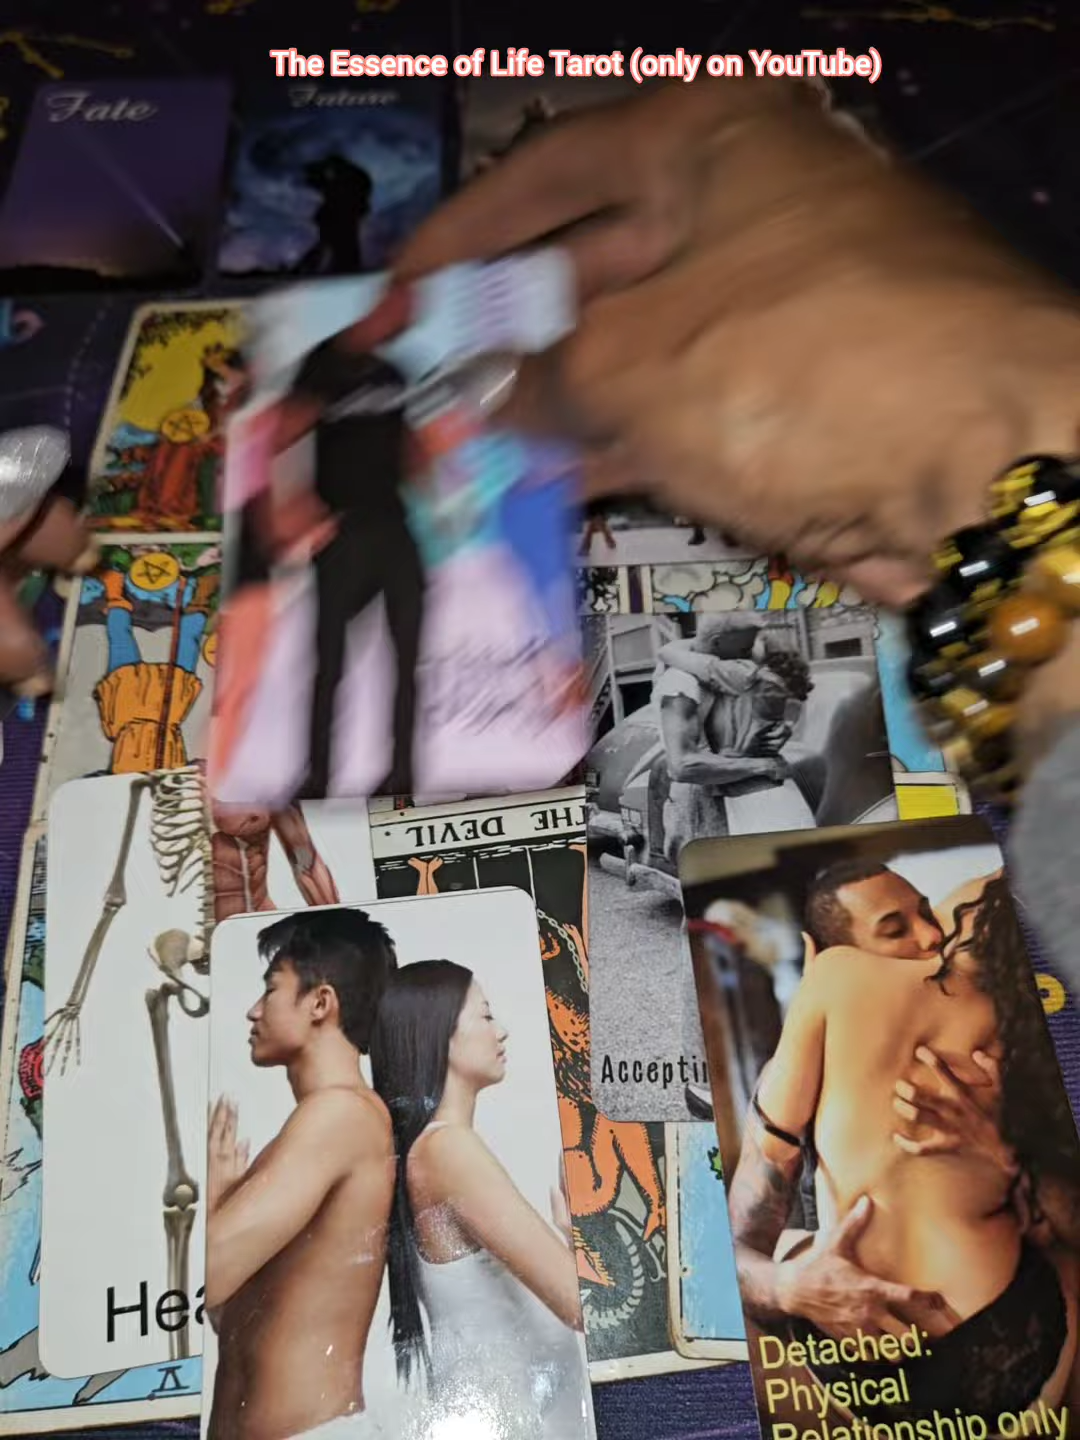 The Essence of Life Tarot (only on YouTube)
Fate
Future
THE DEVIL.
Accepti
Hea
V
Detached:
Physical
Relationship only